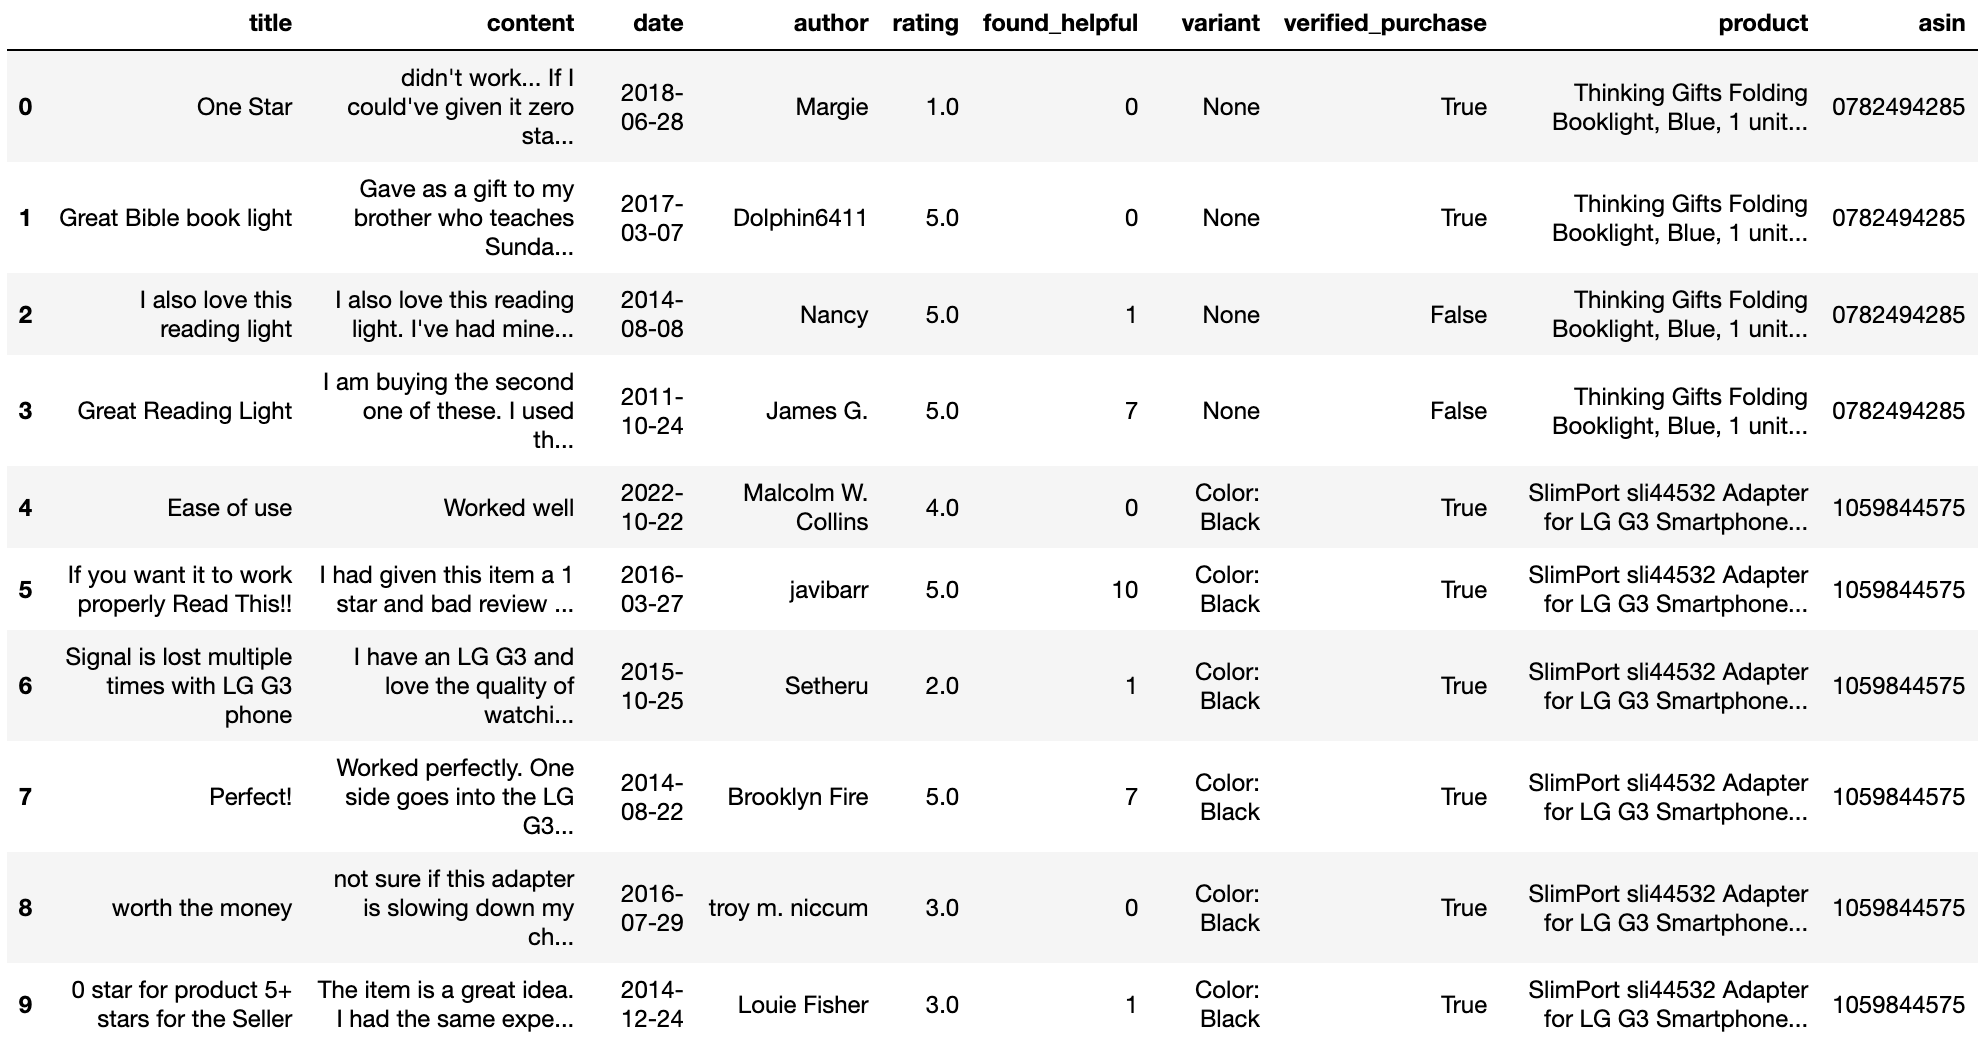 title content date author rating found_helpful variant verified_purchase product asin
0 One Star didn't work... If I could've given it zero sta... 2018-06-28 Margie 1.0 0 None True Thinking Gifts Folding Booklight, Blue, 1 unit... 0782494285
1 Great Bible book light Gave as a gift to my brother who teaches Sunda... 2017-03-07 Dolphin6411 5.0 0 None True Thinking Gifts Folding Booklight, Blue, 1 unit... 0782494285
2 I also love this reading light I also love this reading light. I've had mine... 2014-08-08 Nancy 5.0 1 None False Thinking Gifts Folding Booklight, Blue, 1 unit... 0782494285
3 Great Reading Light I am buying the second one of these. I used th... 2011-10-24 James G. 5.0 7 None False Thinking Gifts Folding Booklight, Blue, 1 unit... 0782494285
4 Ease of use Worked well 2022-10-22 Malcolm W. Collins 4.0 0 Color: Black True SlimPort sli44532 Adapter for LG G3 Smartphone... 1059844575
5 If you want it to work properly Read This!! I had given this item a 1 star and bad review ... 2016-03-27 javibarr 5.0 10 Color: Black True SlimPort sli44532 Adapter for LG G3 Smartphone... 1059844575
6 Signal is lost multiple times with LG G3 phone I have an LG G3 and love the quality of watchi... 2015-10-25 Setheru 2.0 1 Color: Black True SlimPort sli44532 Adapter for LG G3 Smartphone... 1059844575
7 Perfect! Worked perfectly. One side goes into the LG G3... 2014-08-22 Brooklyn Fire 5.0 7 Color: Black True SlimPort sli44532 Adapter for LG G3 Smartphone... 1059844575
8 worth the money not sure if this adapter is slowing down my ch... 2016-07-29 troy m. niccum 3.0 0 Color: Black True SlimPort sli44532 Adapter for LG G3 Smartphone... 1059844575
9 0 star for product 5+ stars for the Seller The item is a great idea. I had the same expe... 2014-12-24 Louie Fisher 3.0 1 Color: Black True SlimPort sli44532 Adapter for LG G3 Smartphone... 1059844575